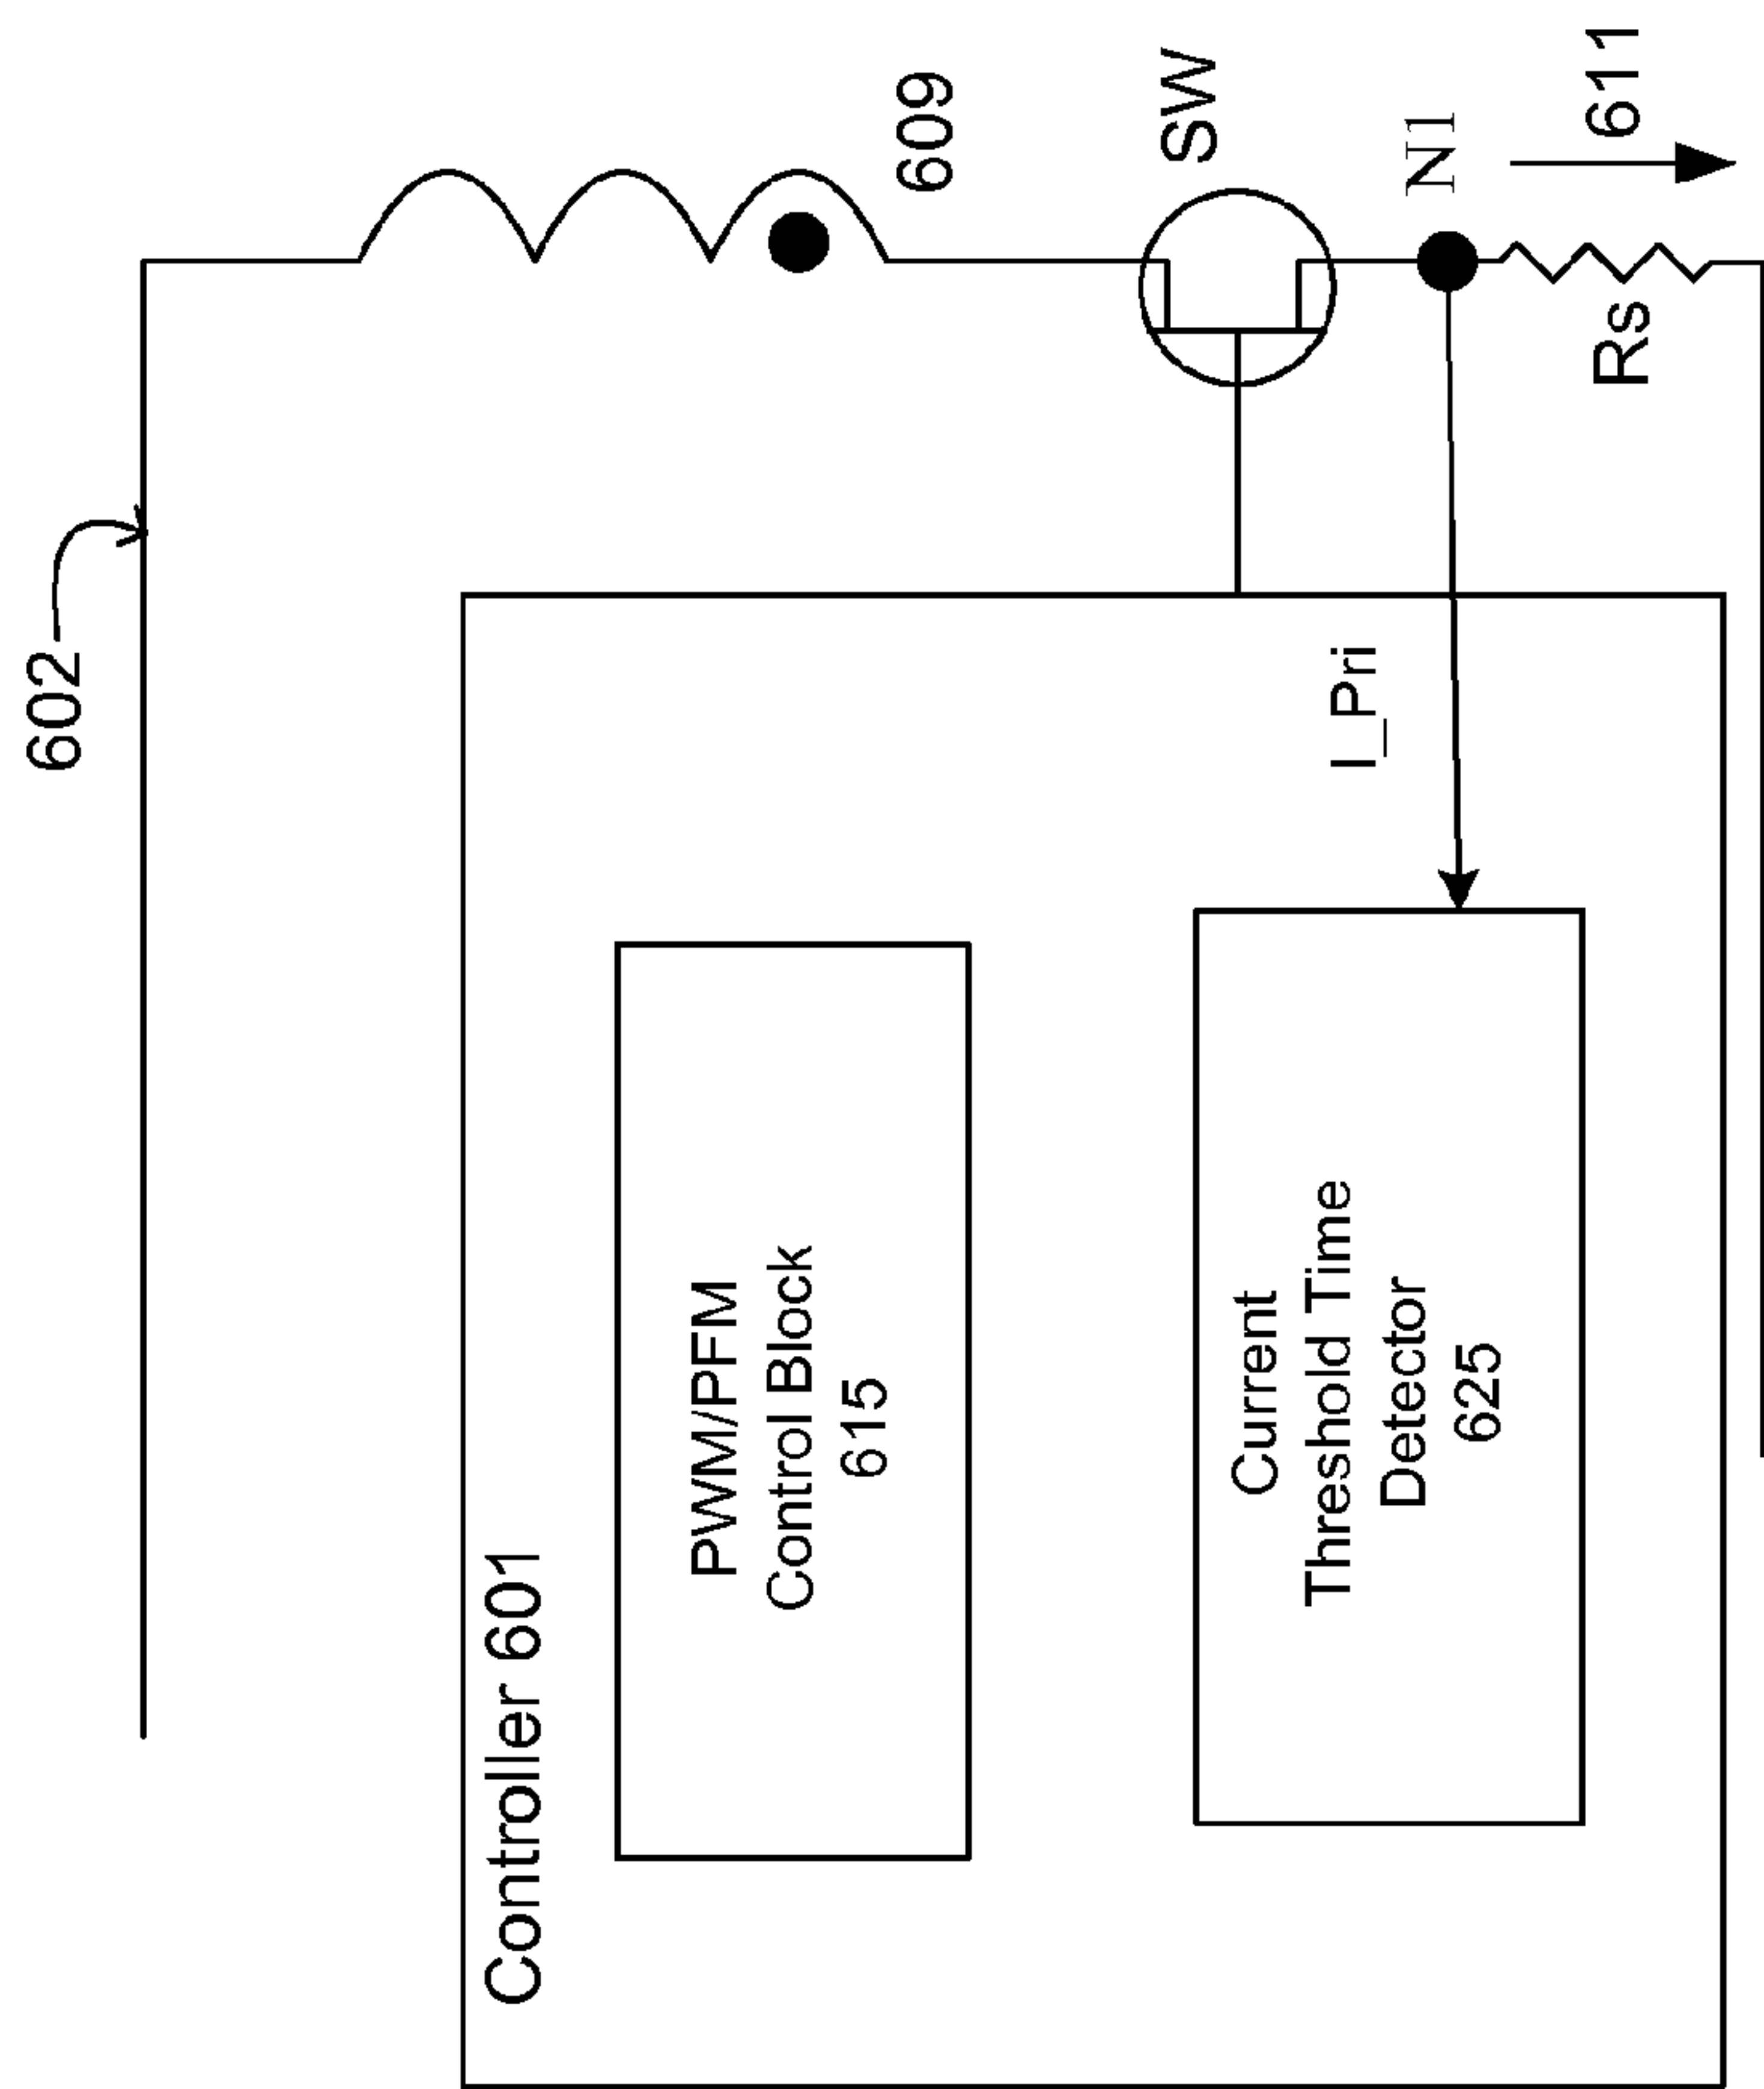 602
609
SW
N1
611
Rs
I_Pri
Controller 601
PWM/PFM
Control Block
615
Current
Threshold Time
Detector
625